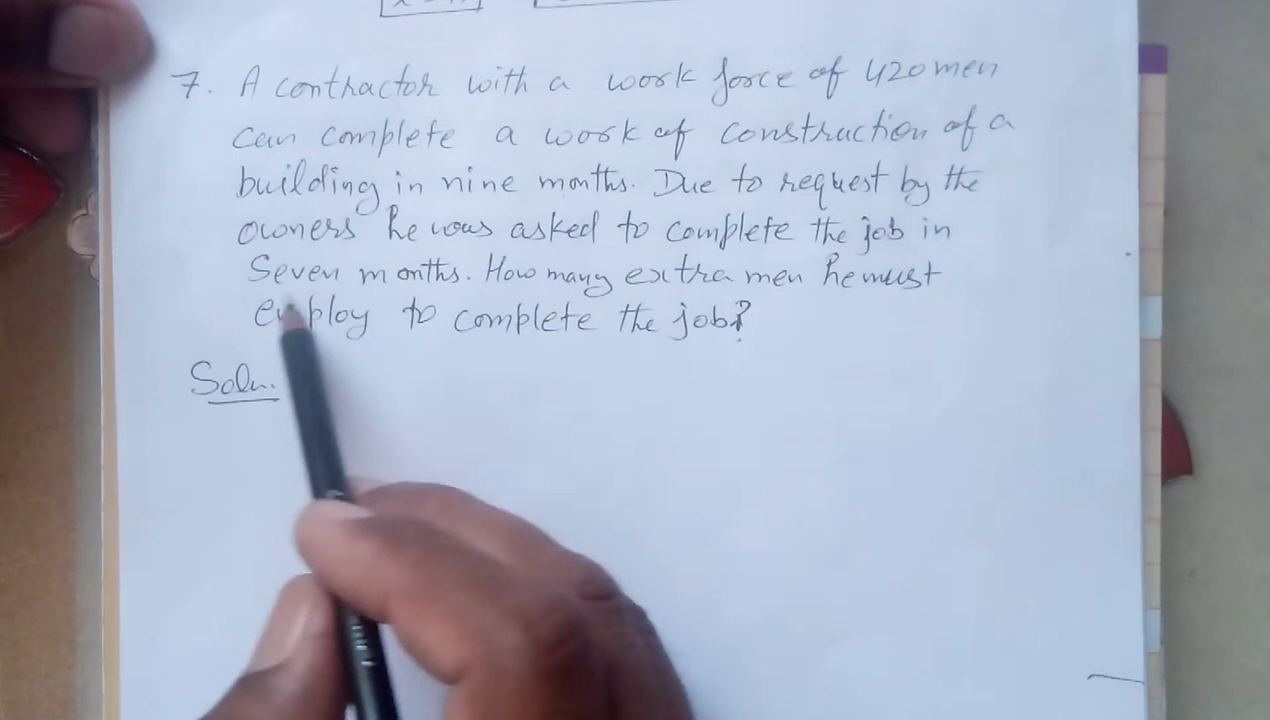 7. A contractor with a work force of 420 men
can complete a work of construction of a
building in nine months. Due to request by the
owners he was asked to complete the job in
Seven months. How many extra men he must
employ to complete the job?
Soln.